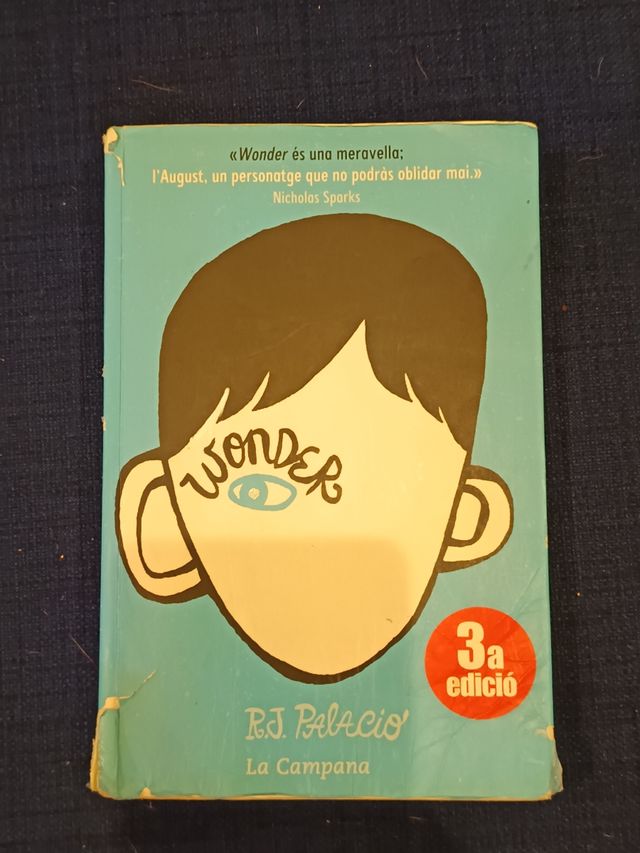 «Wonder és una meravella;
l'August, un personatge que no podràs oblidar mai.»
Nicholas Sparks
WONDER
3a
edició
R.J. PALACIO
La Campana